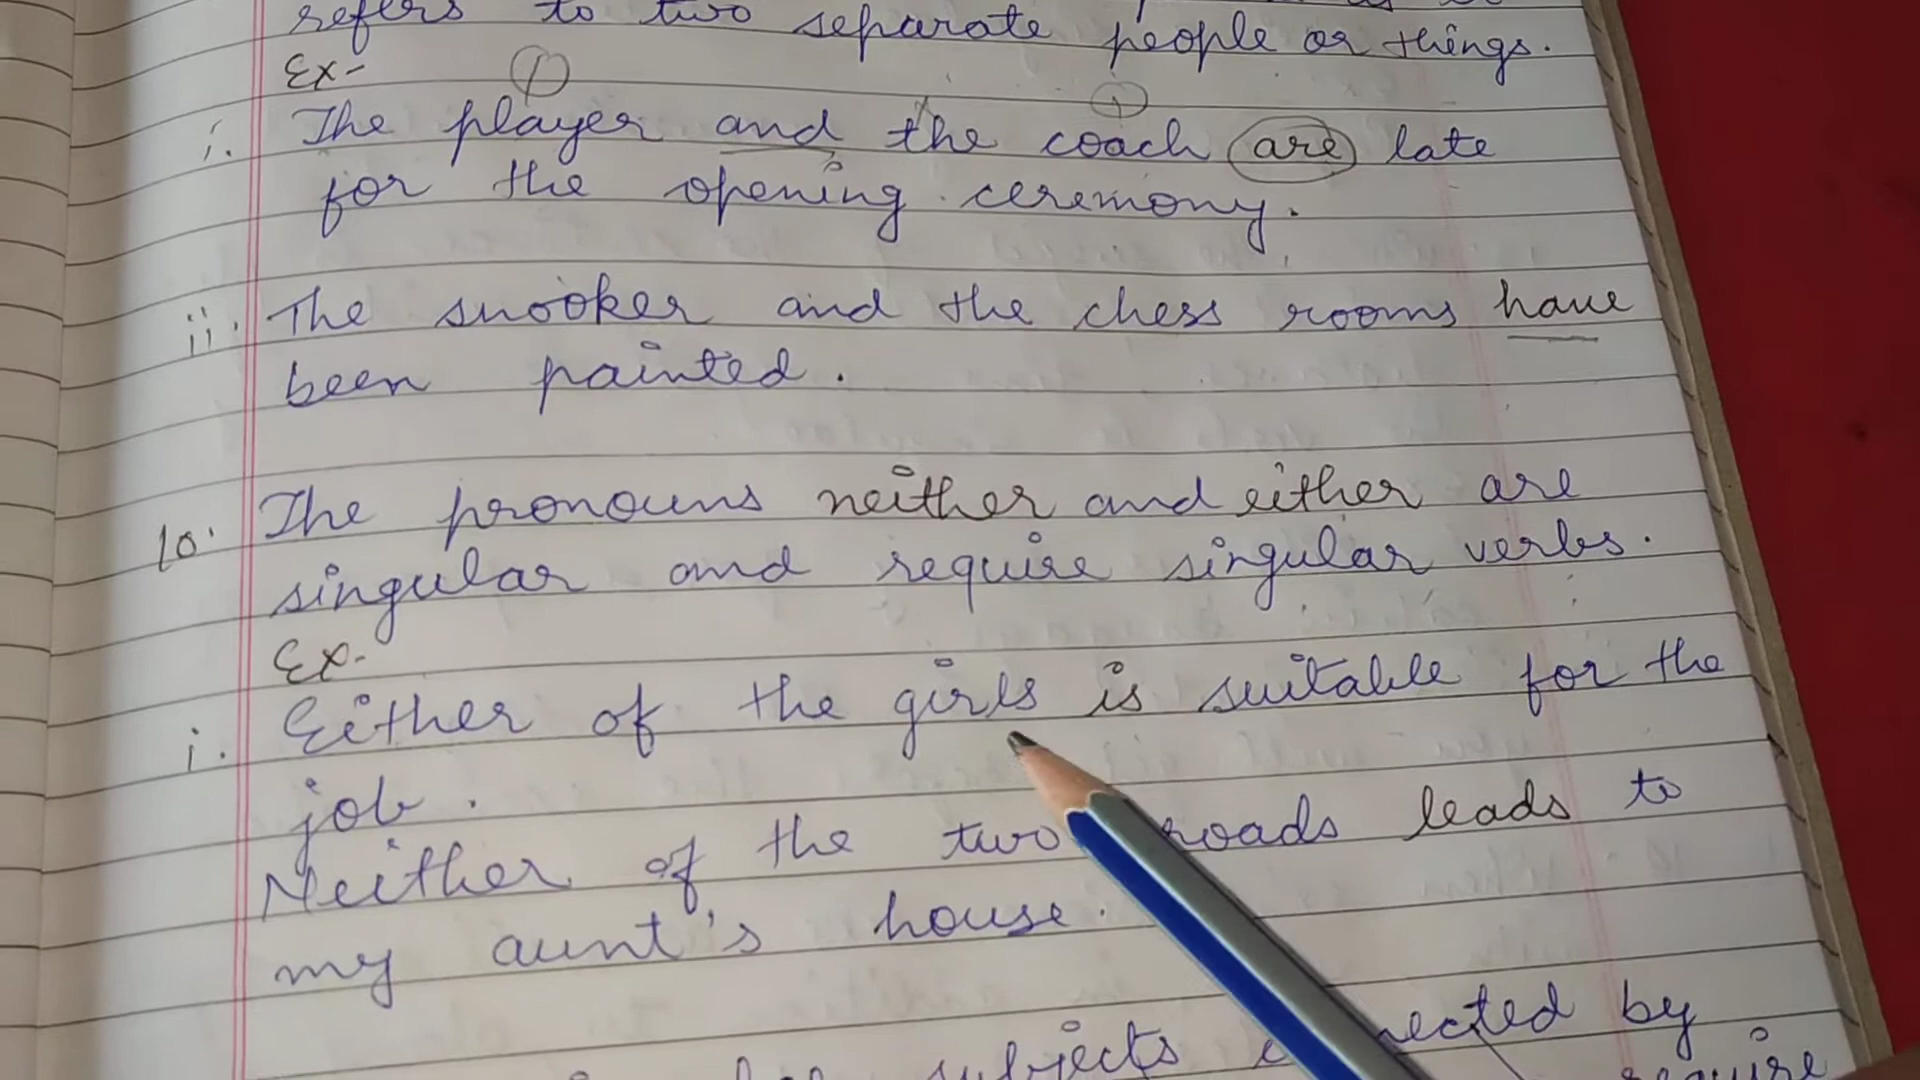 refers to two separate people or things.
Ex-
i. The player and the coach are late
for the opening ceremony.
ii. The snooker and the chess rooms have
been painted.
10. The pronouns neither and either are
singular and require singular verbs.
Ex-
i. Either of the girls is suitable for the
job.
Neither of the two roads leads to
my aunt's house.
subjects by
require